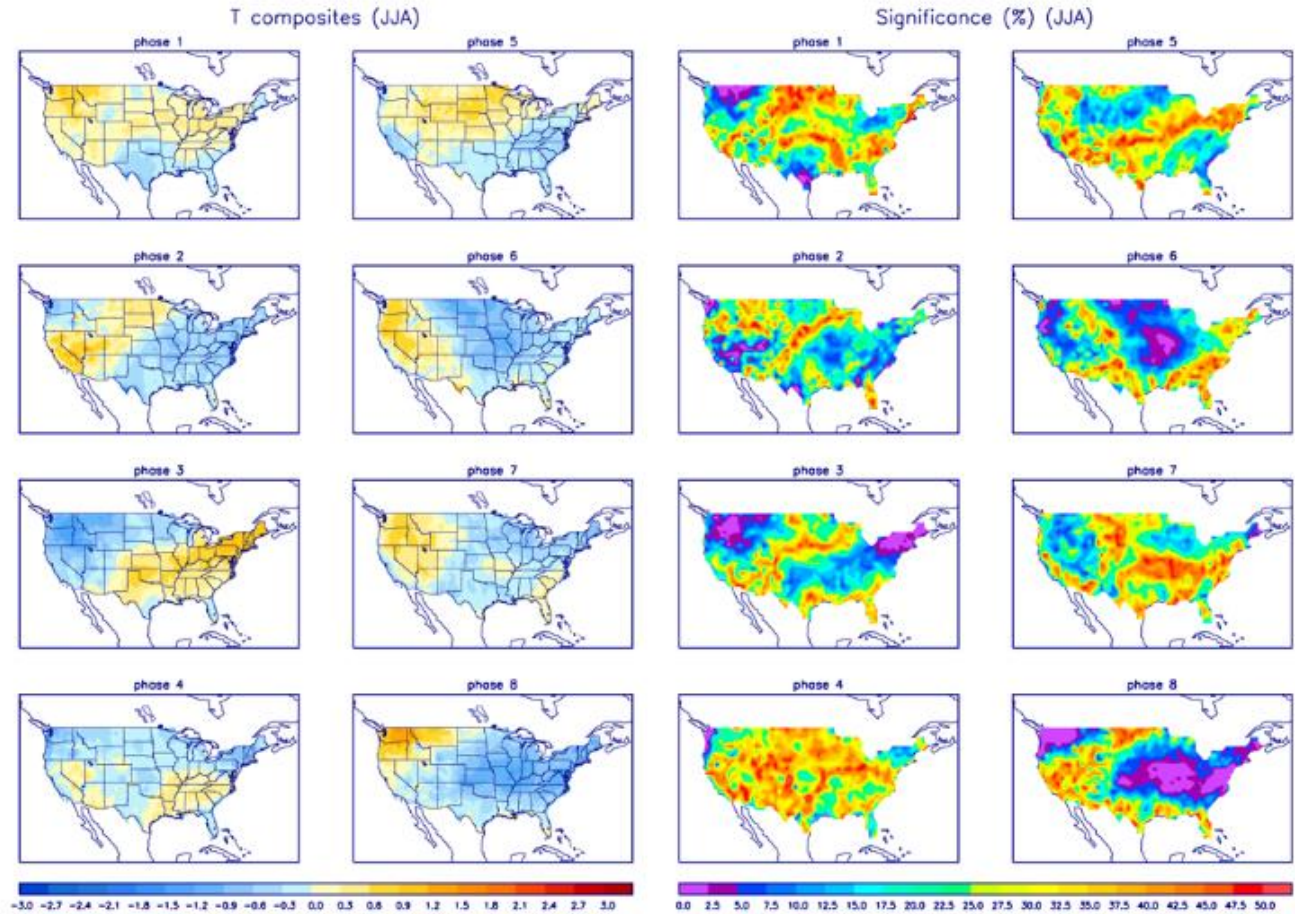 T composites (JJA)
Significance (%) (JJA)
phase 1
phase 5
phase 1
phase 5
phase 2
phase 6
phase 2
phase 6
phase 3
phase 7
phase 3
phase 7
phase 4
phase 8
phase 4
phase 8
-3.0 -2.7 -2.4 -2.1 -1.8 -1.5 -1.2 -0.9 -0.6 -0.3 0.0 0.3 0.6 0.9 1.2 1.5 1.8 2.1 2.4 2.7 3.0
0.0 2.5 5.0 7.5 10.0 12.5 15.0 17.5 20.0 22.5 25.0 27.5 30.0 32.5 35.0 37.5 40.0 42.5 45.0 47.5 50.0